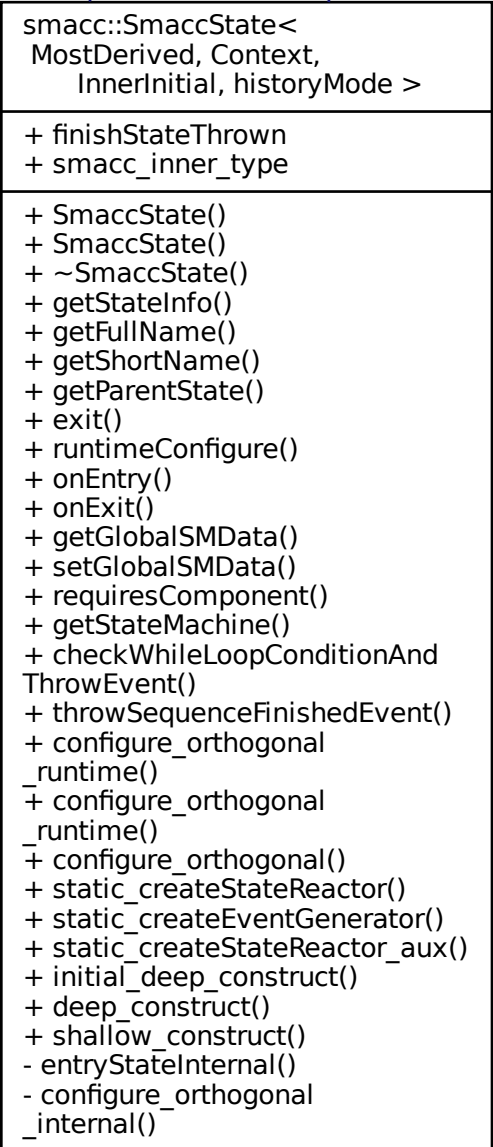 smacc::SmaccState<
MostDerived, Context,
InnerInitial, historyMode >
+ finishStateThrown
+ smacc_inner_type
+ SmaccState()
+ SmaccState()
+ ~SmaccState()
+ getStateInfo()
+ getFullName()
+ getShortName()
+ getParentState()
+ exit()
+ runtimeConfigure()
+ onEntry()
+ onExit()
+ getGlobalSMData()
+ setGlobalSMData()
+ requiresComponent()
+ getStateMachine()
+ checkWhileLoopConditionAnd
ThrowEvent()
+ throwSequenceFinishedEvent()
+ configure_orthogonal
_runtime()
+ configure_orthogonal
_runtime()
+ configure_orthogonal()
+ static_createStateReactor()
+ static_createEventGenerator()
+ static_createStateReactor_aux()
+ initial_deep_construct()
+ deep_construct()
+ shallow_construct()
- entryStateInternal()
- configure_orthogonal
_internal()